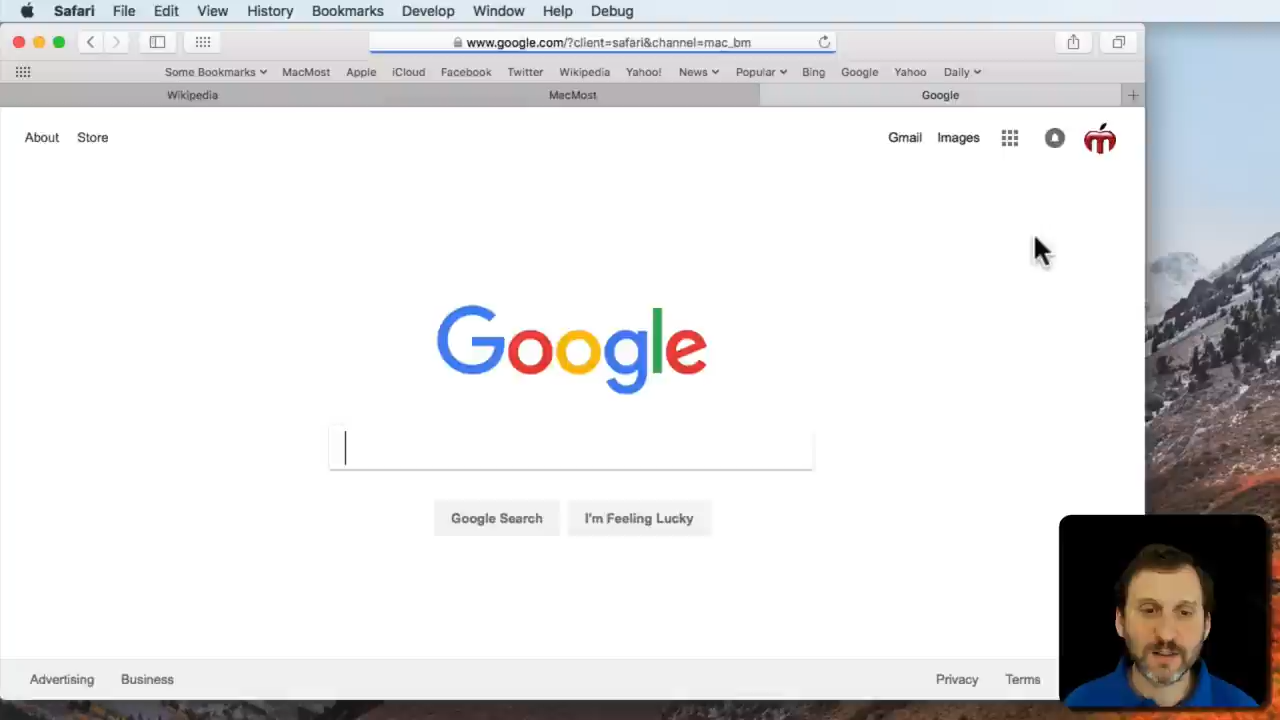 Safari File Edit View History Bookmarks Develop Window Help Debug
www.google.com/?client=safari&channel=mac_bm
Some Bookmarks MacMost Apple iCloud Facebook Twitter Wikipedia Yahoo! News Popular Bing Google Yahoo Daily
Wikipedia MacMost Google
About Store Gmail Images
Google
Google Search I'm Feeling Lucky
Advertising Business Privacy Terms